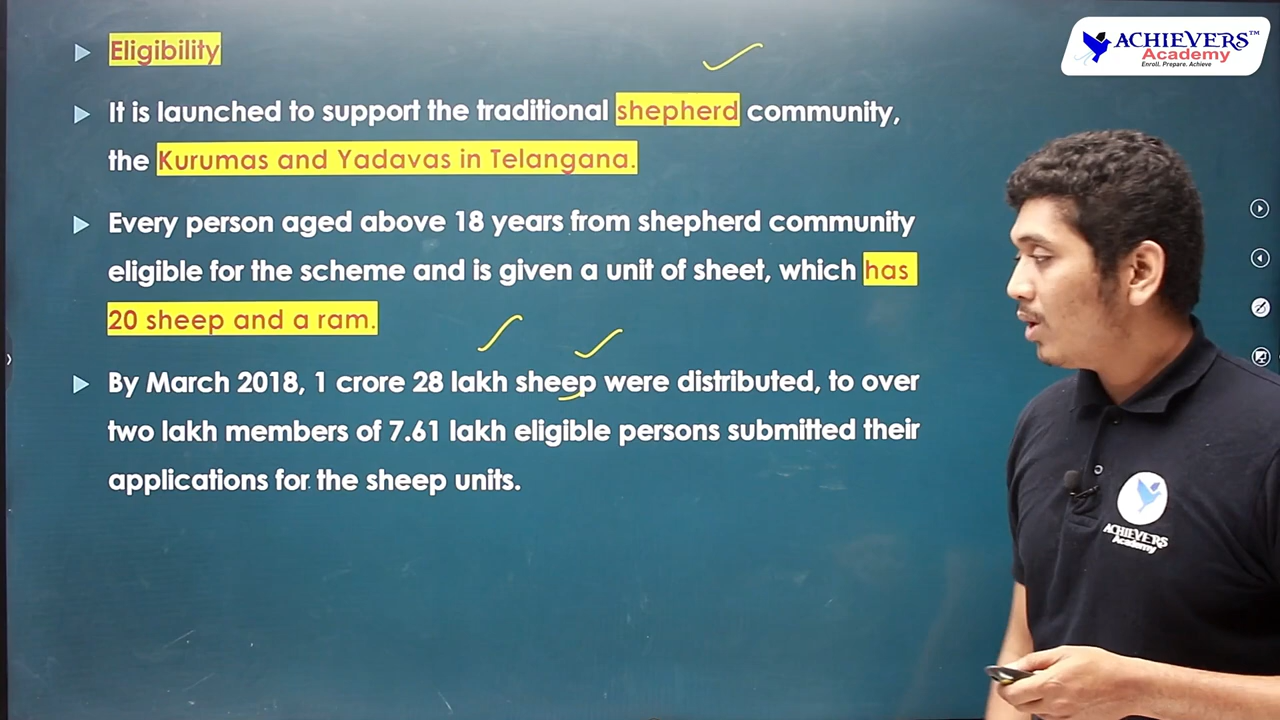 ACHIEVERS™
Academy
Enroll. Prepare. Achieve
Eligibility
It is launched to support the traditional shepherd community,
the Kurumas and Yadavas in Telangana.
Every person aged above 18 years from shepherd community
eligible for the scheme and is given a unit of sheet, which has
20 sheep and a ram.
By March 2018, 1 crore 28 lakh sheep were distributed, to over
two lakh members of 7.61 lakh eligible persons submitted their
applications for the sheep units.
ACHIEVERS
Academy